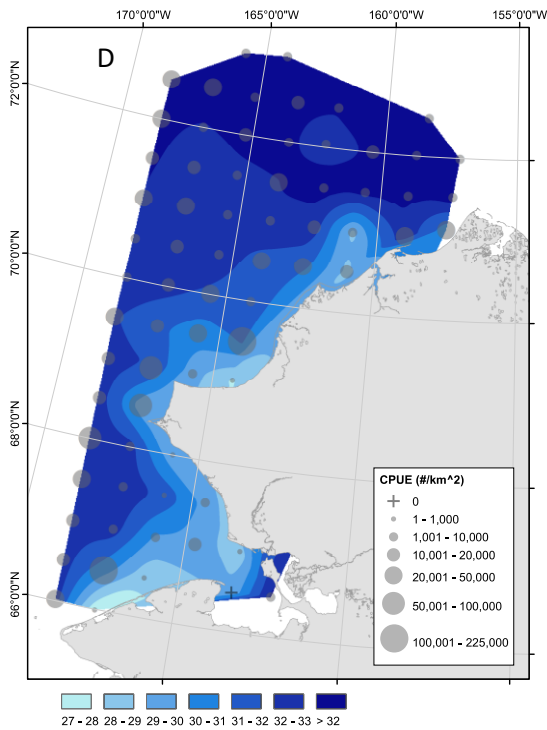 170°0'0"W 165°0'0"W 160°0'0"W 155°0'0"W
D
72°0'0"N
70°0'0"N
68°0'0"N
66°0'0"N
CPUE (#/km^2)
0
1 - 1,000
1,001 - 10,000
10,001 - 20,000
20,001 - 50,000
50,001 - 100,000
100,001 - 225,000
27 - 28 28 - 29 29 - 30 30 - 31 31 - 32 32 - 33 > 32